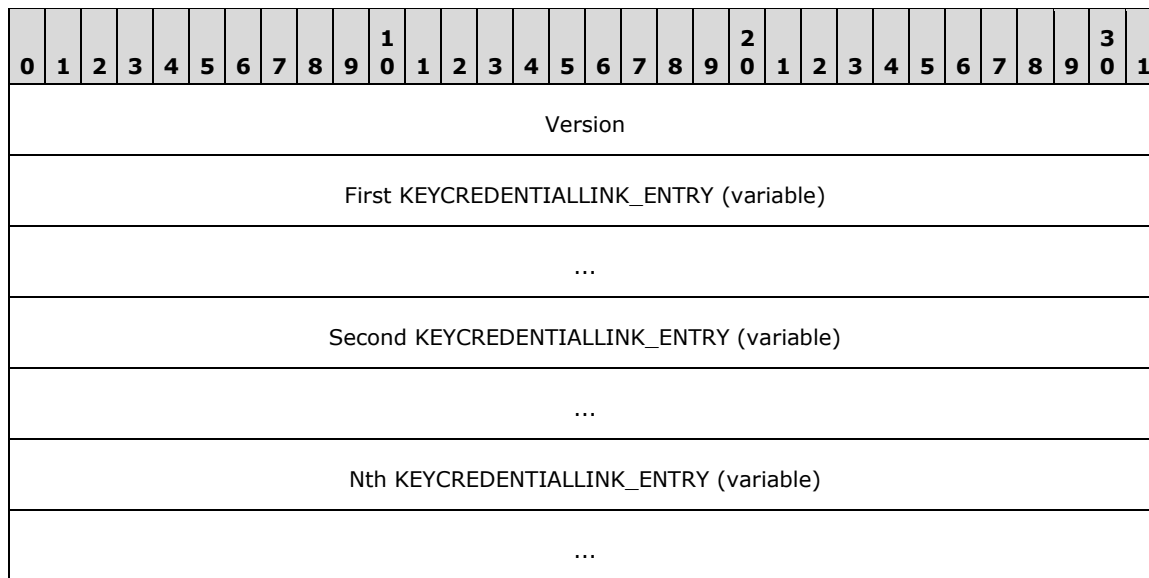 1 2 3
0 1 2 3 4 5 6 7 8 9 0 1 2 3 4 5 6 7 8 9 0 1 2 3 4 5 6 7 8 9 0 1
Version
First KEYCREDENTIALLINK_ENTRY (variable)
...
Second KEYCREDENTIALLINK_ENTRY (variable)
...
Nth KEYCREDENTIALLINK_ENTRY (variable)
...